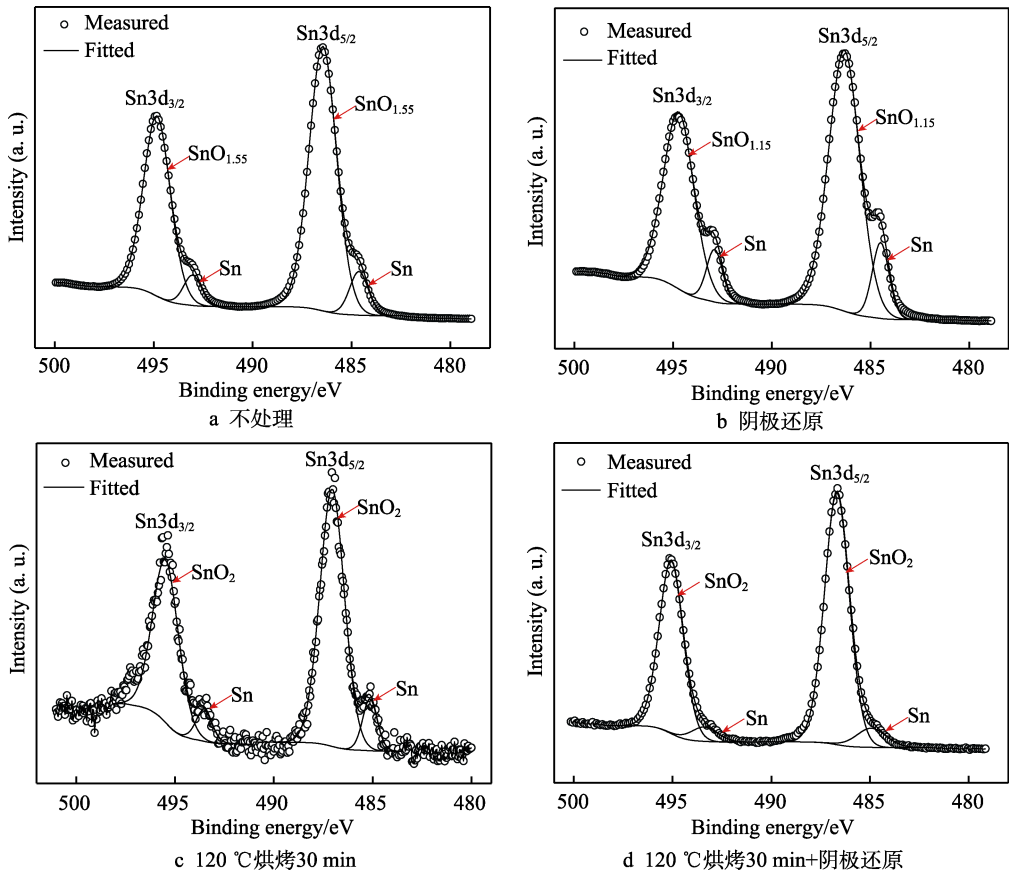 Measured
Fitted
Sn3d3/2
Sn3d5/2
SnO1.55
SnO1.55
Sn
Sn
Intensity (a. u.)
500 495 490 485 480
Binding energy/eV
a 不处理
Measured
Fitted
Sn3d3/2
Sn3d5/2
SnO1.15
SnO1.15
Sn
Sn
Intensity (a. u.)
500 495 490 485 480
Binding energy/eV
b 阴极还原
Measured
Fitted
Sn3d3/2
Sn3d5/2
SnO2
SnO2
Sn
Sn
Intensity (a. u.)
500 495 490 485 480
Binding energy/eV
c 120 ℃烘烤30 min
Measured
Fitted
Sn3d3/2
Sn3d5/2
SnO2
SnO2
Sn
Sn
Intensity (a. u.)
500 495 490 485 480
Binding energy/eV
d 120 ℃烘烤30 min+阴极还原